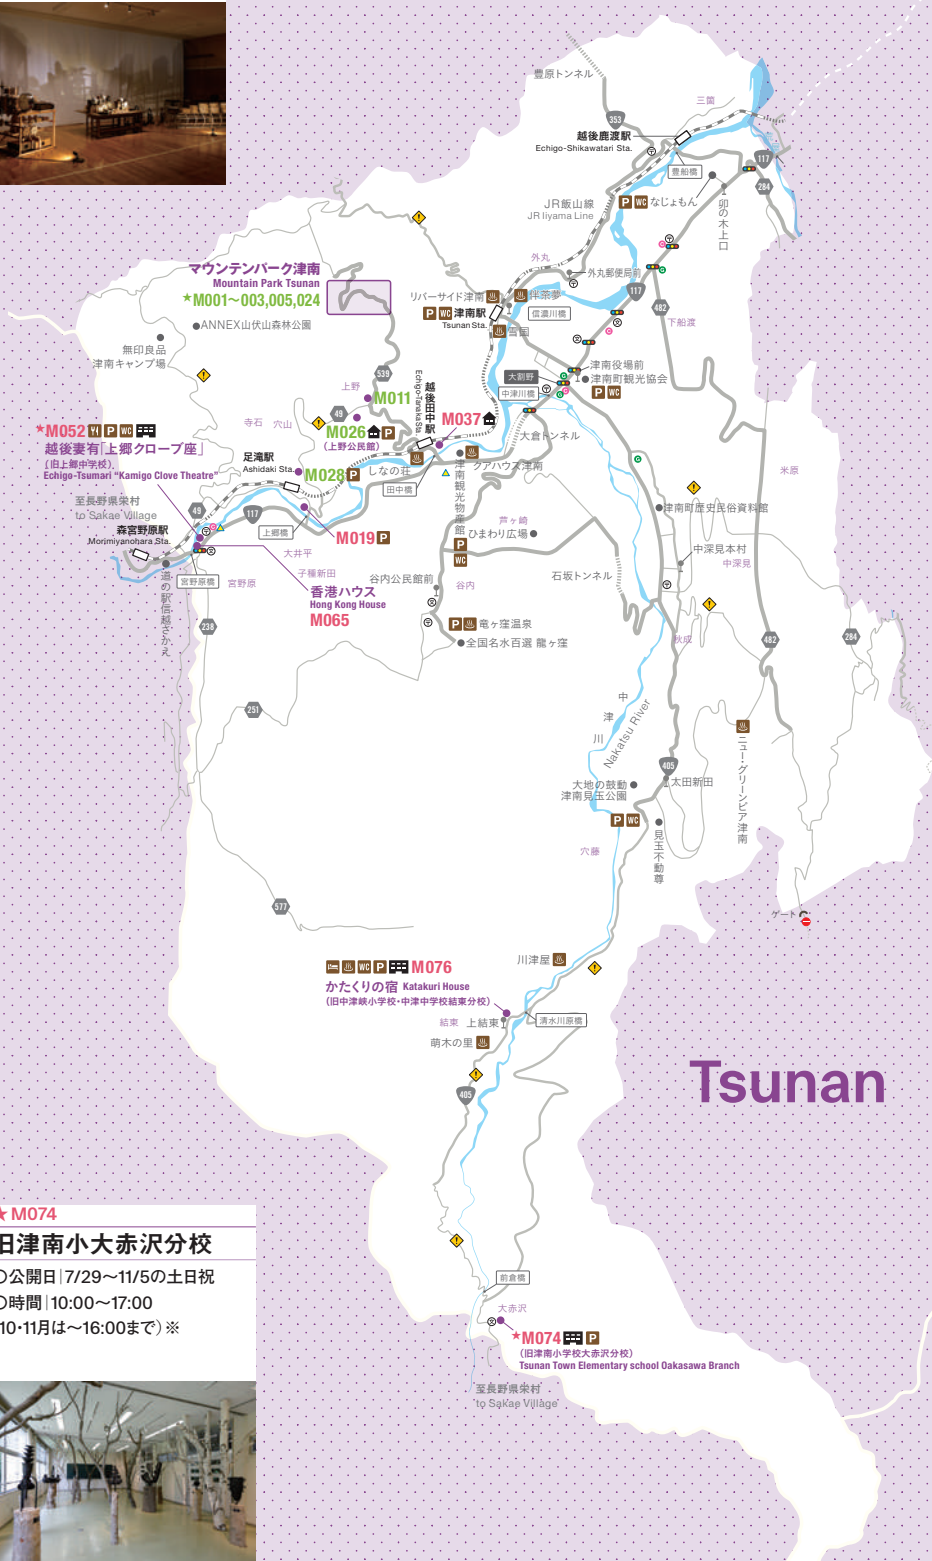 豊原トンネル
三箇
353
越後鹿渡駅
Echigo-Shikawatari Sta.
豊船橋
117
284
P WC なじょもん
卯の木上口
JR飯山線
JR Iiyama Line
外丸
外丸郵便局前
マウンテンパーク津南
Mountain Park Tsunan
★M001〜003,005,024
リバーサイド津南
伴茶夢
P WC 津南駅
Tsunan Sta.
信濃川橋
雪国
117
482
下船渡
ANNEX山伏山森林公園
無印良品
津南キャンプ場
津南役場前
大割野
津南町観光協会
P WC
中津川橋
539
上野
M011
49
M026 P
(上野公民館)
越後田中駅
Echigo-Tanaka Sta.
M037
大倉トンネル
寺石
穴山
★M052 P WC
越後妻有「上郷クローブ座」
(旧上郷中学校)
Echigo-Tsumari “Kamigo Clove Theatre”
足滝駅
Ashidaki Sta.
M028 P
しなの荘
田中橋
クアハウス津南
津南観光物産館
P
WC
米原
津南町歴史民俗資料館
至長野県栄村
to Sakae Village
49
117
上郷橋
M019 P
芦ヶ崎
ひまわり広場
森宮野原駅
Morimiyanohara Sta.
大井平
子種新田
中深見本村
中深見
宮野原橋
宮野原
道の駅信越さかえ
香港ハウス
Hong Kong House
M065
谷内公民館前
谷内
石坂トンネル
P 竜ヶ窪温泉
全国名水百選 龍ヶ窪
238
秋成
482
284
251
中津川
Nakatsu River
405
太田新田
ニュー・グリーンピア津南
大地の鼓動
津南見玉公園
P WC
見玉不動尊
穴藤
577
ゲート
川津屋
WC P M076
かたくりの宿 Katakuri House
(旧中津峡小学校・中津中学校結東分校)
結東
上結東
清水川原橋
萌木の里
405
Tsunan
★M074
旧津南小大赤沢分校
○公開日|7/29〜11/5の土日祝
○時間|10:00〜17:00
10・11月は〜16:00まで)※
前倉橋
大赤沢
★M074 P
(旧津南小学校大赤沢分校)
Tsunan Town Elementary school Oakasawa Branch
至長野県栄村
to Sakae Village